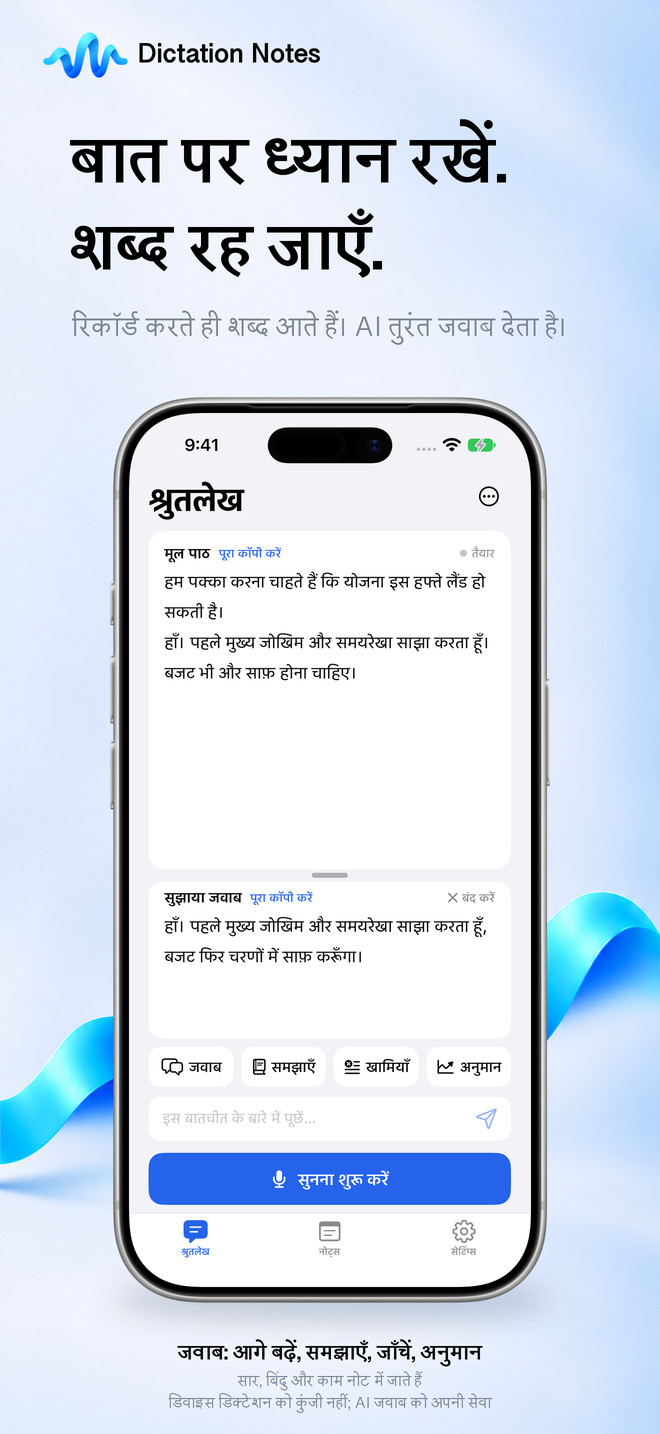 Dictation Notes
बात पर ध्यान रखें.
शब्द रह जाएँ.
रिकॉर्ड करते ही शब्द आते हैं। AI तुरंत जवाब देता है।
9:41
श्रुतलेख
मूल पाठ पूरा कॉपी करें तैयार
हम पक्का करना चाहते हैं कि योजना इस हफ्ते लैंड हो
सकती है।
हाँ। पहले मुख्य जोखिम और समयरेखा साझा करता हूँ।
बजट भी और साफ़ होना चाहिए।
सुझाया जवाब पूरा कॉपी करें बंद करें
हाँ। पहले मुख्य जोखिम और समयरेखा साझा करता हूँ,
बजट फिर चरणों में साफ़ करूँगा।
जवाब समझाएँ खामियाँ अनुमान
इस बातचीत के बारे में पूछें...
सुनना शुरू करें
श्रुतलेख नोट्स सेटिंग्स
जवाब: आगे बढ़ें, समझाएँ, जाँचें, अनुमान
सार, बिंदु और काम नोट में जाते हैं
डिवाइस डिक्टेशन को कुंजी नहीं; AI जवाब को अपनी सेवा